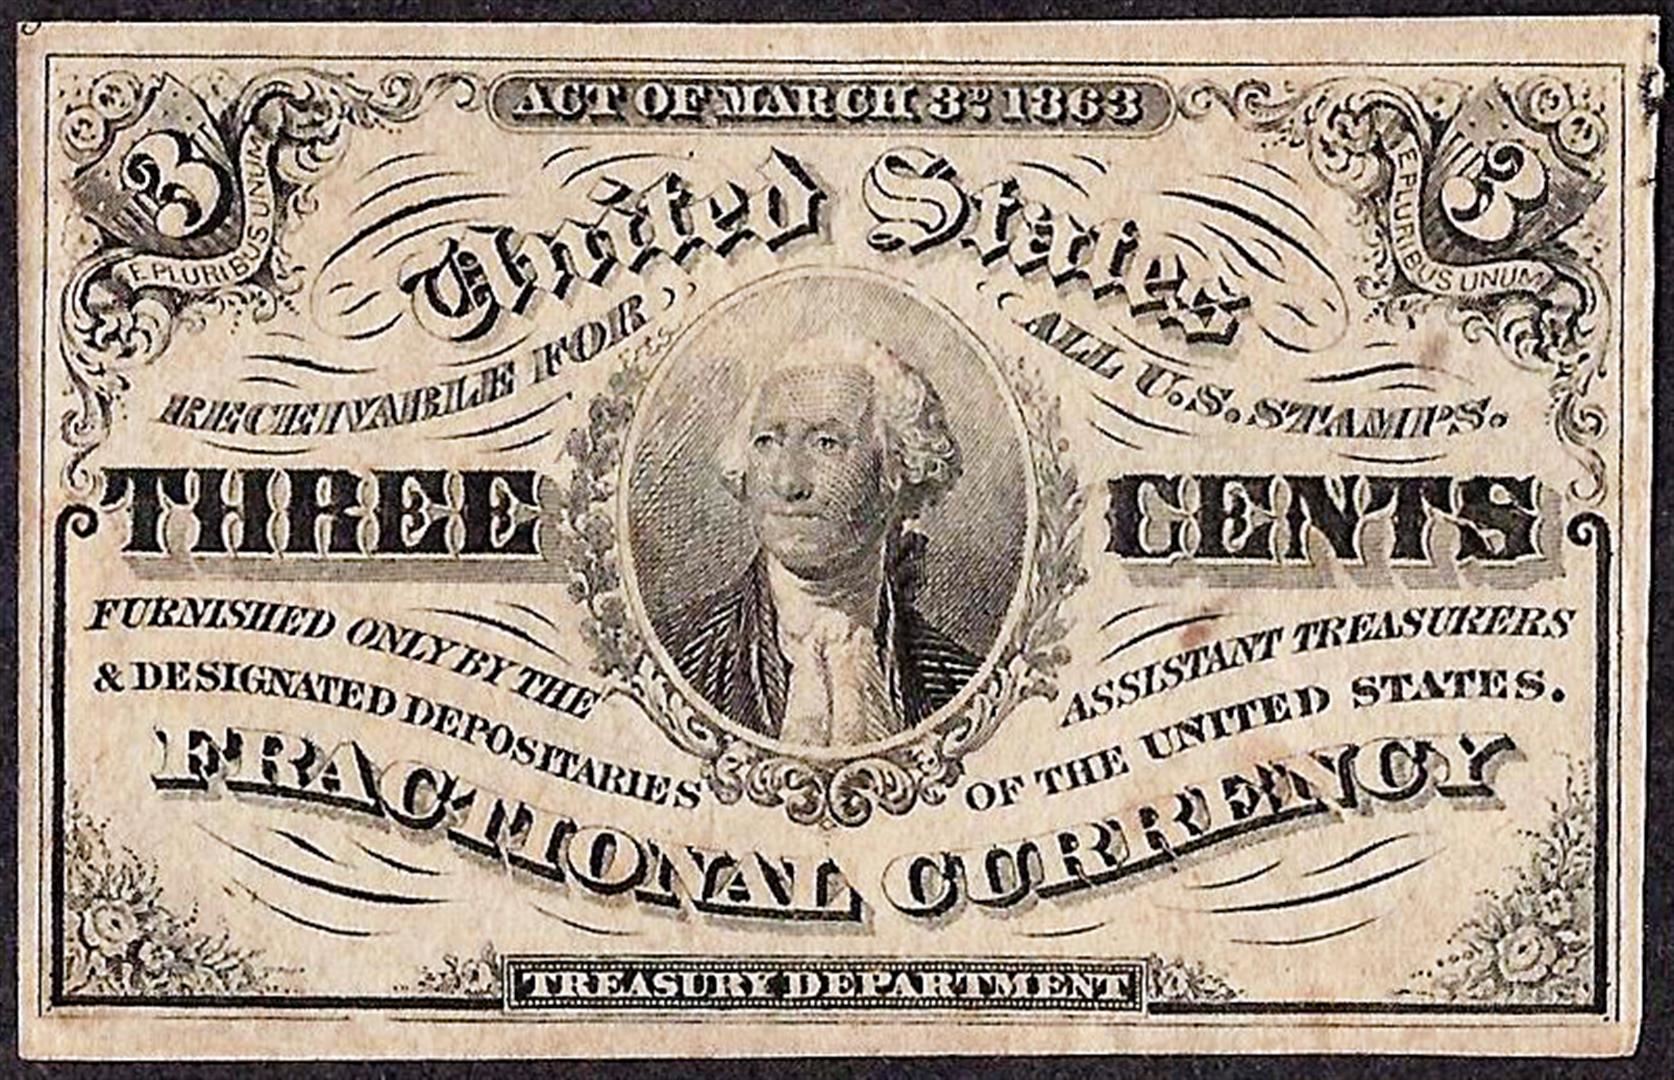 ACT OF MARCH 3D. 1863
3
3
E PLURIBUS UNUM
E PLURIBUS UNUM
United States
RECEIVABLE FOR ALL U.S. STAMPS.
THREE CENTS
FURNISHED ONLY BY THE ASSISTANT TREASURERS
& DESIGNATED DEPOSITARIES OF THE UNITED STATES.
FRACTIONAL CURRENCY
TREASURY DEPARTMENT